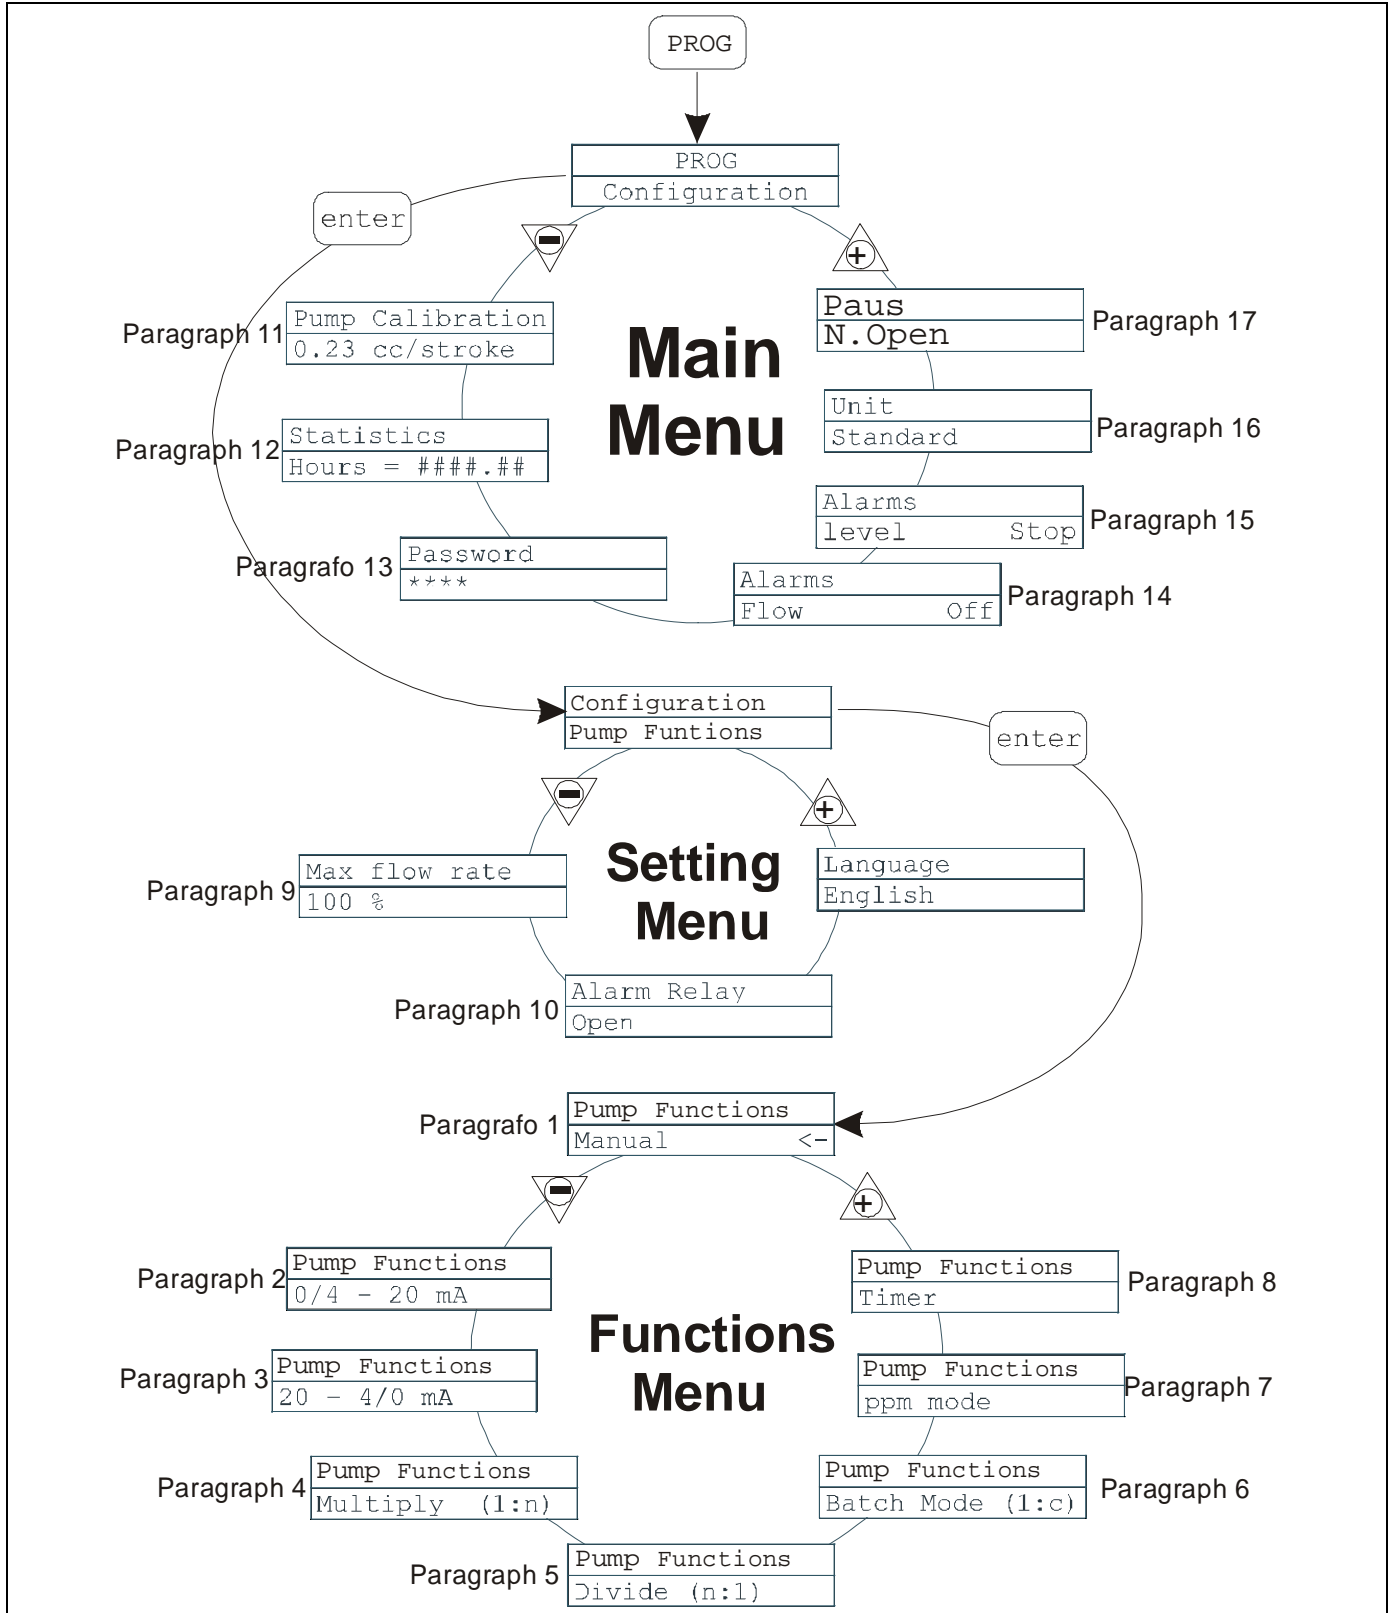 PROG
PROG
Configuration
enter
−
+
Pump Calibration
0.23 cc/stroke
Paragraph 11
Paus
N.Open
Paragraph 17
Main
Menu
Statistics
Hours = ####.##
Paragraph 12
Unit
Standard
Paragraph 16
Alarms
level Stop
Paragraph 15
Paragrafo 13
Password
****
Alarms
Flow Off
Paragraph 14
Configuration
Pump Funtions
enter
−
+
Setting
Menu
Paragraph 9
Max flow rate
100 %
Language
English
Paragraph 10
Alarm Relay
Open
Paragrafo 1
Pump Functions
Manual <-
−
+
Paragraph 2
Pump Functions
0/4 - 20 mA
Pump Functions
Timer
Paragraph 8
Functions
Menu
Paragraph 3
Pump Functions
20 - 4/0 mA
Pump Functions
ppm mode
Paragraph 7
Paragraph 4
Pump Functions
Multiply (1:n)
Pump Functions
Batch Mode (1:c)
Paragraph 6
Paragraph 5
Pump Functions
Divide (n:1)